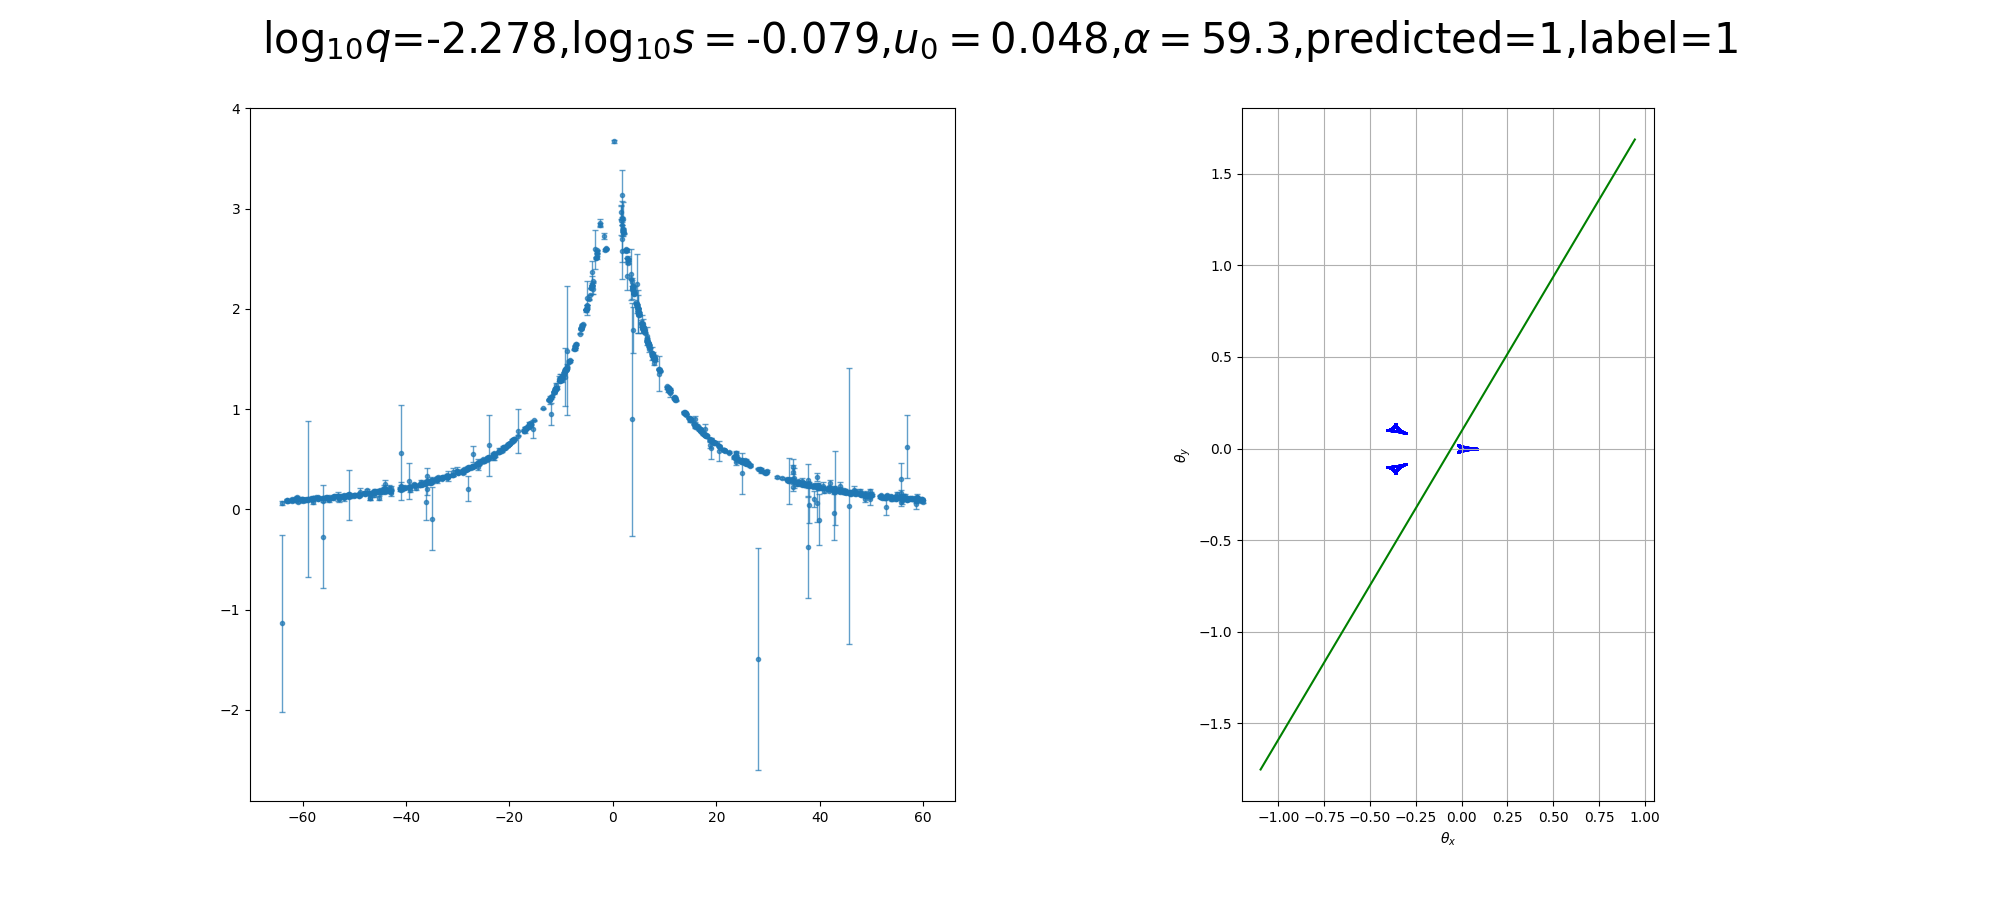 log₁₀q=-2.278,log₁₀s = -0.079,u₀ = 0.048,α = 59.3,predicted=1,label=1
4
3
2
1
0
−1
−2
−60 −40 −20 0 20 40 60
1.5
1.0
0.5
0.0
−0.5
−1.0
−1.5
θy
−1.00 −0.75 −0.50 −0.25 0.00 0.25 0.50 0.75 1.00
θx